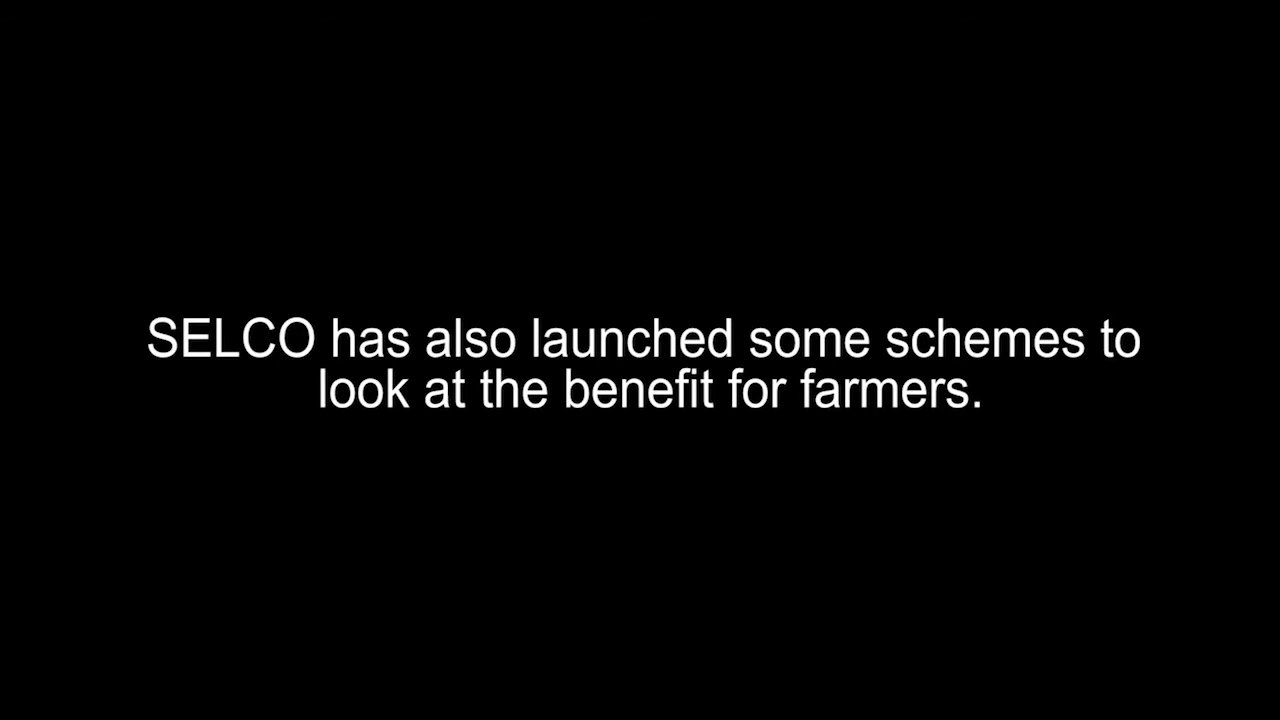 SELCO has also launched some schemes to
look at the benefit for farmers.